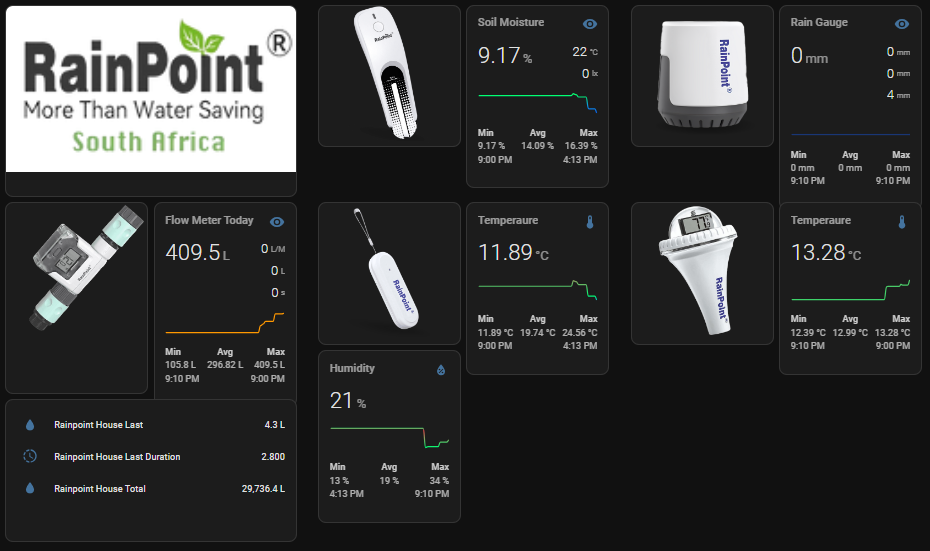 RainPoint®
More Than Water Saving
South Africa
RainPoint
Soil Moisture
9.17 %
22 °C
0 lx
Min Avg Max
9.17 % 14.09 % 16.39 %
9:00 PM 4:13 PM
RainPoint®
Rain Gauge
0 mm
0 mm
0 mm
4 mm
Min Avg Max
0 mm 0 mm 0 mm
9:10 PM 9:10 PM
RainPoint
Flow Meter Today
409.5 L
0 L/M
0 L
0 s
Min Avg Max
105.8 L 296.82 L 409.5 L
9:10 PM 9:00 PM
RainPoint®
Temperaure
11.89 °C
Min Avg Max
11.89 °C 19.74 °C 24.56 °C
9:00 PM 4:13 PM
RainPoint®
Temperaure
13.28 °C
Min Avg Max
12.39 °C 12.99 °C 13.28 °C
9:10 PM 9:00 PM
Humidity
21 %
Min Avg Max
13 % 19 % 34 %
4:13 PM 9:10 PM
Rainpoint House Last 4.3 L
Rainpoint House Last Duration 2.800
Rainpoint House Total 29,736.4 L